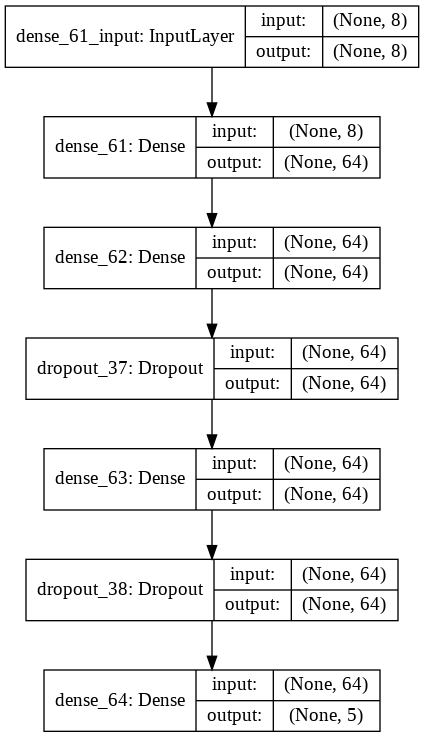 dense_61_input: InputLayer
input: (None, 8)
output: (None, 8)
dense_61: Dense
input: (None, 8)
output: (None, 64)
dense_62: Dense
input: (None, 64)
output: (None, 64)
dropout_37: Dropout
input: (None, 64)
output: (None, 64)
dense_63: Dense
input: (None, 64)
output: (None, 64)
dropout_38: Dropout
input: (None, 64)
output: (None, 64)
dense_64: Dense
input: (None, 64)
output: (None, 5)